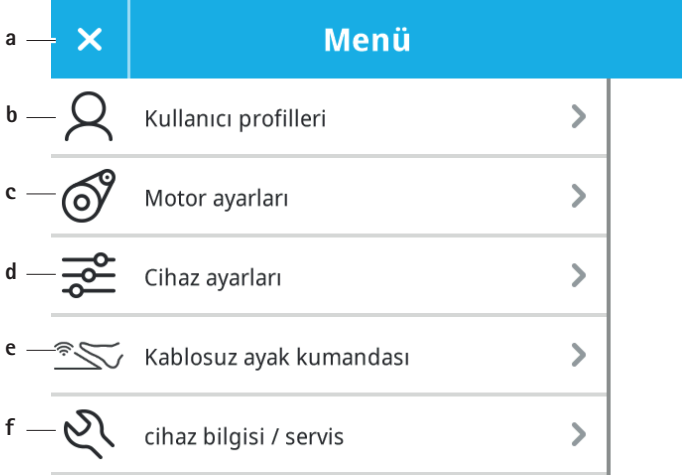 a Menü
b Kullanıcı profilleri
c Motor ayarları
d Cihaz ayarları
e Kablosuz ayak kumandası
f cihaz bilgisi / servis